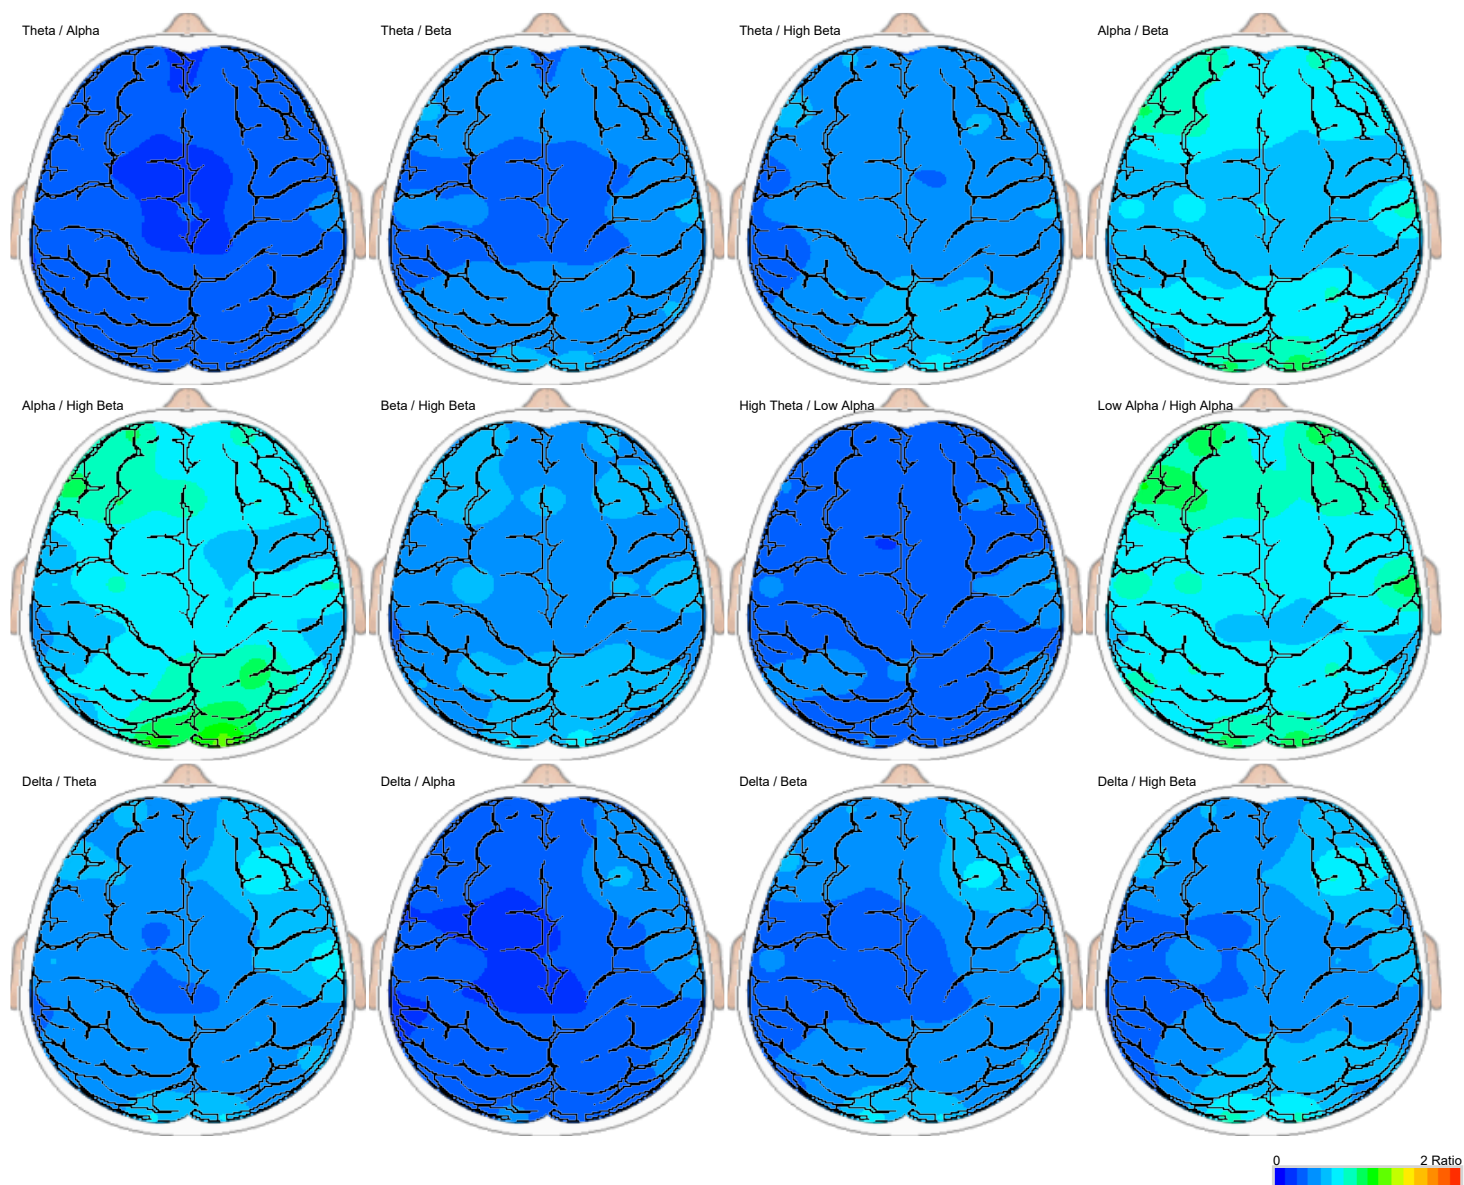 Theta / Alpha
Theta / Beta
Theta / High Beta
Alpha / Beta
Alpha / High Beta
Beta / High Beta
High Theta / Low Alpha
Low Alpha / High Alpha
Delta / Theta
Delta / Alpha
Delta / Beta
Delta / High Beta
0 2 Ratio